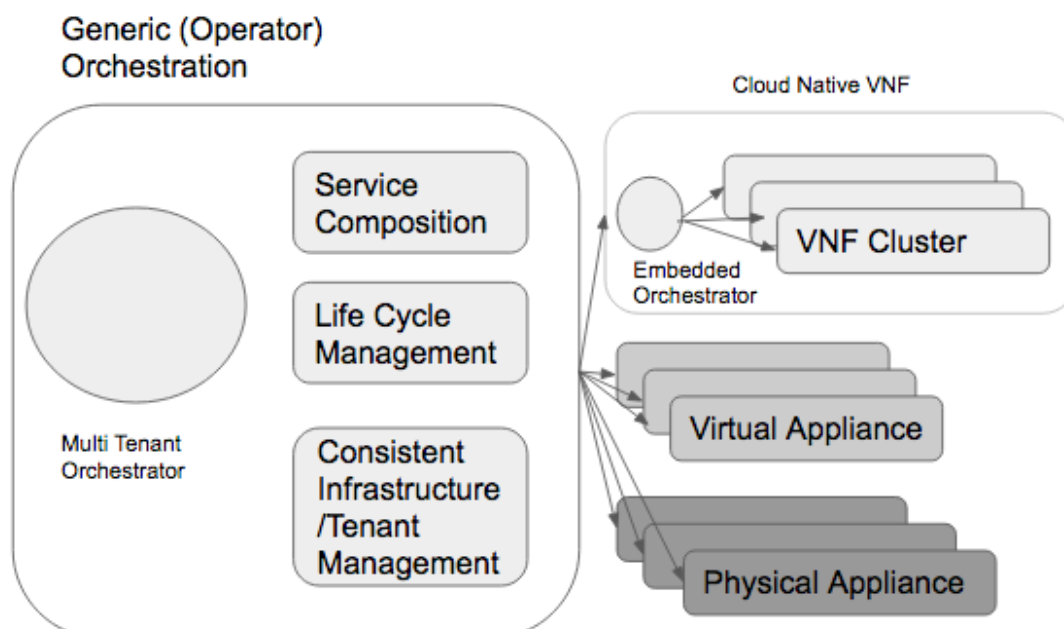 Generic (Operator)
Orchestration
Cloud Native VNF
Service
Composition
VNF Cluster
Embedded
Orchestrator
Life Cycle
Management
Virtual Appliance
Multi Tenant
Orchestrator
Consistent
Infrastructure
/Tenant
Management
Physical Appliance